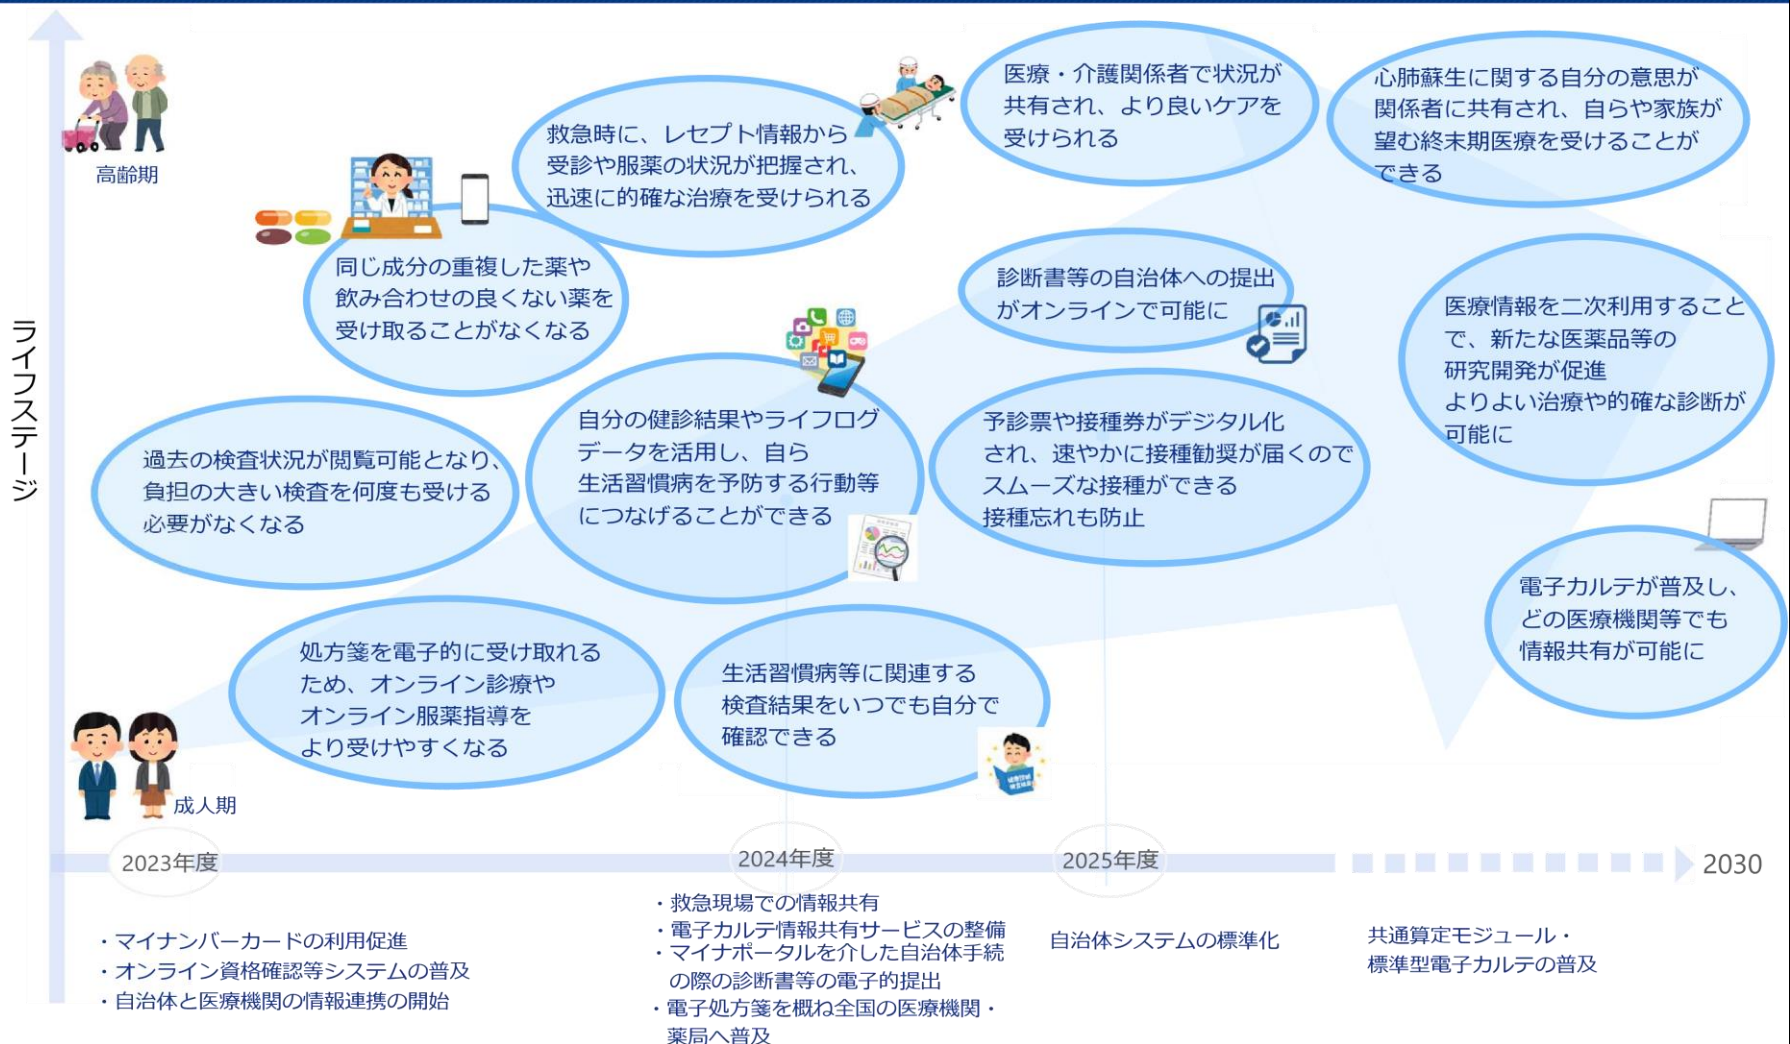 ライフステージ
高齢期
救急時に、レセプト情報から
受診や服薬の状況が把握され、
迅速に的確な治療を受けられる
医療・介護関係者で状況が
共有され、より良いケアを
受けられる
心肺蘇生に関する自分の意思が
関係者に共有され、自らや家族が
望む終末期医療を受けることが
できる
同じ成分の重複した薬や
飲み合わせの良くない薬を
受け取ることがなくなる
診断書等の自治体への提出
がオンラインで可能に
医療情報を二次利用すること
で、新たな医薬品等の
研究開発が促進
よりよい治療や的確な診断が
可能に
過去の検査状況が閲覧可能となり、
負担の大きい検査を何度も受ける
必要がなくなる
自分の健診結果やライフログ
データを活用し、自ら
生活習慣病を予防する行動等
につなげることができる
予診票や接種券がデジタル化
され、速やかに接種勧奨が届くので
スムーズな接種ができる
接種忘れも防止
電子カルテが普及し、
どの医療機関等でも
情報共有が可能に
処方箋を電子的に受け取れる
ため、オンライン診療や
オンライン服薬指導を
より受けやすくなる
生活習慣病等に関連する
検査結果をいつでも自分で
確認できる
成人期
2023年度
2024年度
2025年度
2030
・マイナンバーカードの利用促進
・オンライン資格確認等システムの普及
・自治体と医療機関の情報連携の開始
・救急現場での情報共有
・電子カルテ情報共有サービスの整備
・マイナポータルを介した自治体手続
の際の診断書等の電子的提出
・電子処方箋を概ね全国の医療機関・
薬局へ普及
自治体システムの標準化
共通算定モジュール・
標準型電子カルテの普及